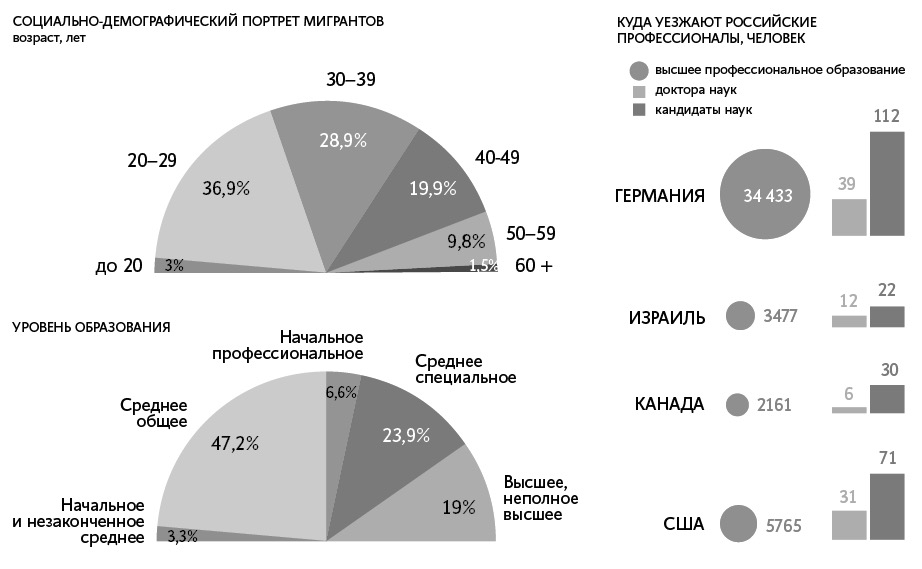 СОЦИАЛЬНО-ДЕМОГРАФИЧЕСКИЙ ПОРТРЕТ МИГРАНТОВ
возраст, лет
30–39
28,9%
20–29
36,9%
40-49
19,9%
50–59
9,8%
до 20
3%
1,5%
60 +
УРОВЕНЬ ОБРАЗОВАНИЯ
Начальное
профессиональное
6,6%
Среднее
специальное
23,9%
Среднее
общее
47,2%
Высшее,
неполное
высшее
19%
Начальное
и незаконченное
среднее
3,3%
КУДА УЕЗЖАЮТ РОССИЙСКИЕ
ПРОФЕССИОНАЛЫ, ЧЕЛОВЕК
высшее профессиональное образование
доктора наук
кандидаты наук
ГЕРМАНИЯ
34 433
39
112
ИЗРАИЛЬ
3477
12
22
КАНАДА
2161
6
30
США
5765
31
71